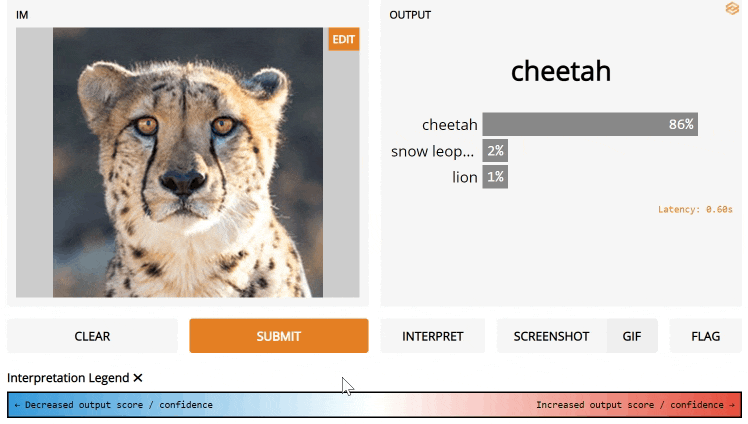 IM
EDIT
OUTPUT
cheetah
cheetah 86%
snow leop... 2%
lion 1%
Latency: 0.60s
CLEAR
SUBMIT
INTERPRET
SCREENSHOT
GIF
FLAG
Interpretation Legend ✕
← Decreased output score / confidence
Increased output score / confidence →